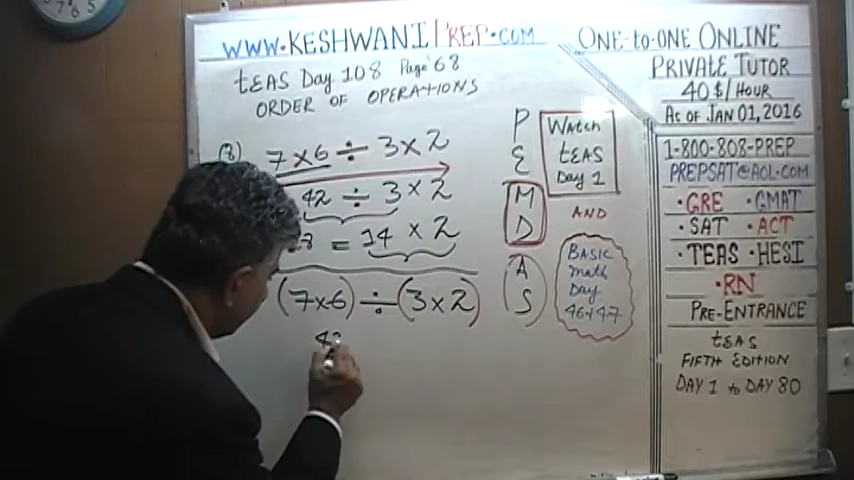 WWW.KESHWANIPREP.COM
tEAS Day 108 Page 68
ORDER OF OPERATIONS
(8) 7 × 6 ÷ 3 × 2
42 ÷ 3 × 2
8 = 14 × 2
(7×6) ÷ (3 × 2)
42
P
E
M
D
A
S
WAtch
tEAS
Day 1
AND
BASIC
math
Day
46+47
ONE-to-ONE ONLINE
PRIVATE TUTOR
40 $/HOUR
AS OF JAN 01, 2016
1-800-808-PREP
PREPSAT@AOL.COM
•GRE •GMAT
•SAT •ACT
•TEAS •HESI
•RN
PRE-ENTRANCE
tEAS
FIFTH EDITION
DAY 1 to DAY 80